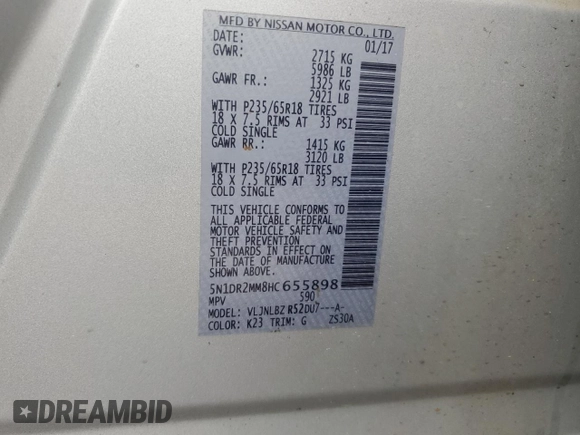 MFD BY NISSAN MOTOR CO., LTD.
DATE: 01/17
GVWR: 2715 KG
5986 LB
GAWR FR.: 1325 KG
2921 LB
WITH P235/65R18 TIRES
18 X 7.5 RIMS AT 33 PSI
COLD SINGLE
GAWR RR.: 1415 KG
3120 LB
WITH P235/65R18 TIRES
18 X 7.5 RIMS AT 33 PSI
COLD SINGLE
THIS VEHICLE CONFORMS TO
ALL APPLICABLE FEDERAL
MOTOR VEHICLE SAFETY AND
THEFT PREVENTION
STANDARDS IN EFFECT ON
THE DATE OF MANUFACTURE
SHOWN ABOVE.
5N1DR2MM8HC655898
MPV 590
MODEL: VLJNLBZ R52DU7---A-
COLOR: K23 TRIM: G ZS30A
DREAMBID